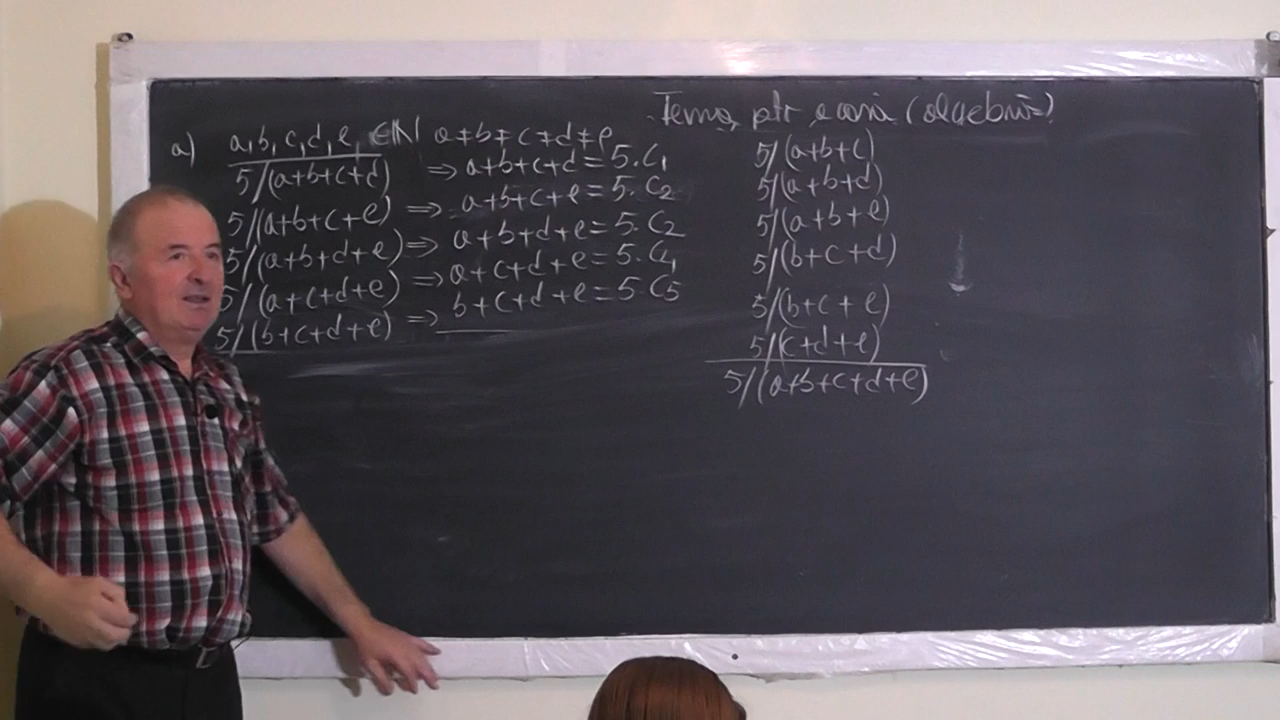 a) a,b,c,d,e, ∈ℕ a≠b≠c≠d≠e
5/(a+b+c+d) ⇒ a+b+c+d=5.C₁
5/(a+b+c+e) ⇒ a+b+c+e=5.C₂
5/(a+b+d+e) ⇒ a+b+d+e=5.C₂
5/(a+c+d+e) ⇒ a+c+d+e=5.C₄
5/(b+c+d+e) ⇒ b+c+d+e=5.C₅
Tema ptr acasă
5/(a+b+c)
5/(a+b+d)
5/(a+b+e)
5/(b+c+d)
5/(b+c+e)
5/(c+d+e)
5/(a+b+c+d+e)